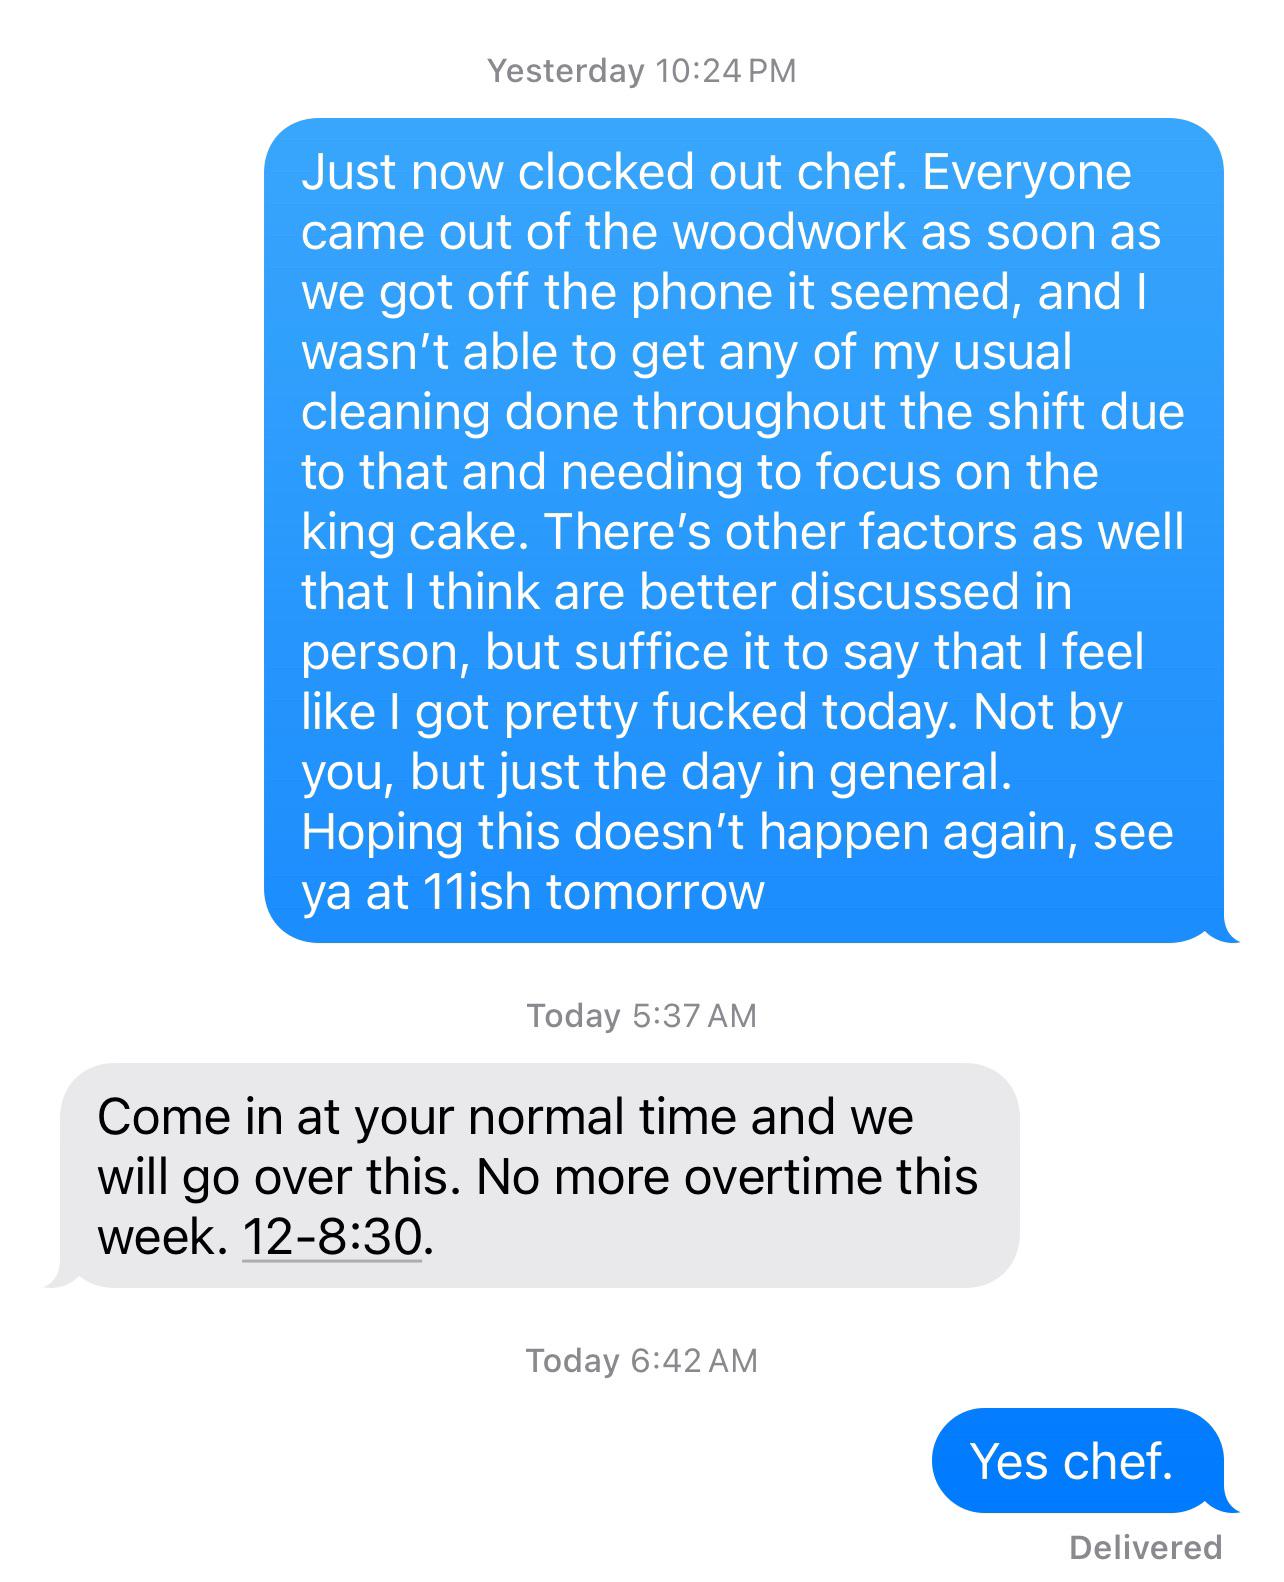 Yesterday 10:24 PM
Just now clocked out chef. Everyone
came out of the woodwork as soon as
we got off the phone it seemed, and I
wasn’t able to get any of my usual
cleaning done throughout the shift due
to that and needing to focus on the
king cake. There’s other factors as well
that I think are better discussed in
person, but suffice it to say that I feel
like I got pretty fucked today. Not by
you, but just the day in general.
Hoping this doesn’t happen again, see
ya at 11ish tomorrow
Today 5:37 AM
Come in at your normal time and we
will go over this. No more overtime this
week. 12-8:30.
Today 6:42 AM
Yes chef.
Delivered